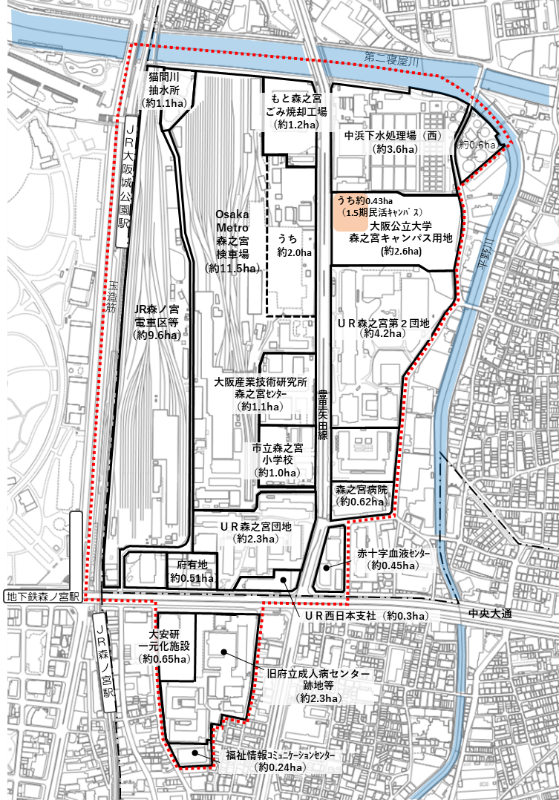 第二寝屋川
猫間川
抽水所
(約1.1ha)
もと森之宮
ごみ焼却工場
(約1.2ha)
中浜下水処理場（西）
(約3.6ha)
約0.6ha
JR大阪城公園駅
うち約0.43ha
（1.5期民活ｷｬﾝﾊﾟｽ）
大阪公立大学
森之宮キャンパス用地
(約2.6ha)
Osaka
Metro
森之宮
検車場
(約11.5ha)
うち
約2.0ha
平野川
玉造筋
JR森ノ宮
電車区等
(約9.6ha)
ＵＲ森之宮第２団地
(約4.2ha)
大阪産業技術研究所
森之宮ｾﾝﾀｰ
(約1.1ha)
豊里矢田線
市立森之宮
小学校
(約1.0ha)
森之宮病院
(約0.62ha)
ＵＲ森之宮団地
(約2.3ha)
府有地
約0.51ha
赤十字血液ｾﾝﾀｰ
(約0.45ha)
地下鉄森ノ宮駅
ＵＲ西日本支社（約0.3ha）
中央大通
JR森ノ宮駅
大安研
一元化施設
(約0.65ha)
旧府立成人病センター
跡地等
(約2.3ha)
福祉情報ｺﾐｭﾆｹｰｼｮﾝｾﾝﾀｰ
(約0.24ha)